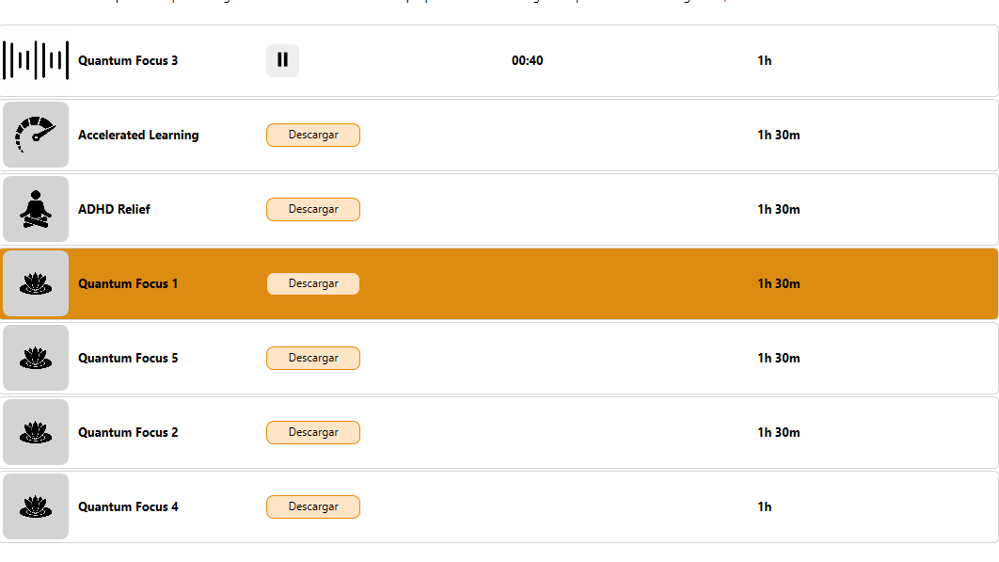 Quantum Focus 3 00:40 1h
Accelerated Learning Descargar 1h 30m
ADHD Relief Descargar 1h 30m
Quantum Focus 1 Descargar 1h 30m
Quantum Focus 5 Descargar 1h 30m
Quantum Focus 2 Descargar 1h 30m
Quantum Focus 4 Descargar 1h